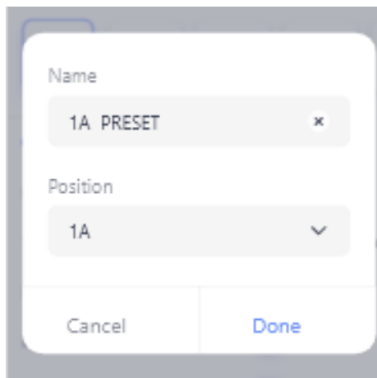 Name
1A PRESET
Position
1A
Cancel Done